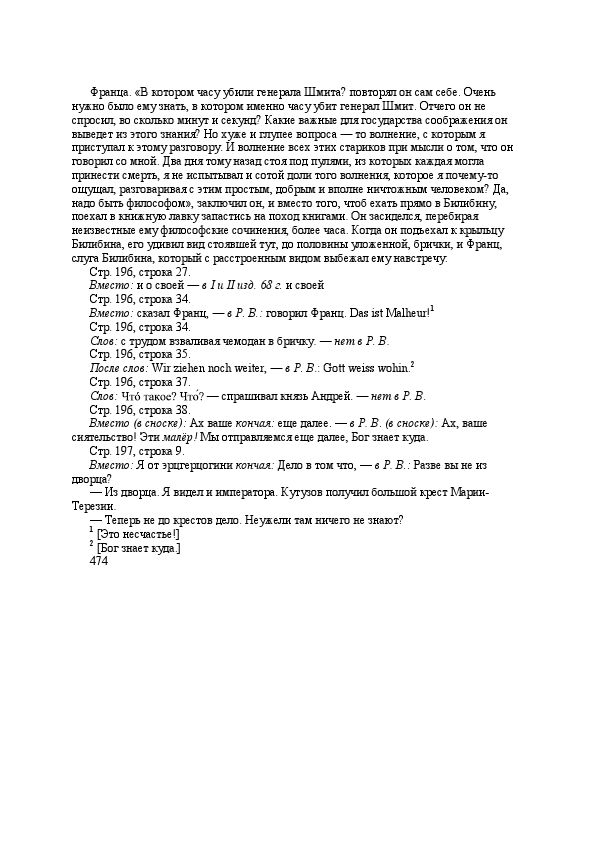 Франца. «В котором часу убили генерала Шмита? повторял он сам себе. Очень
нужно было ему знать, в котором именно часу убит генерал Шмит. Отчего он не
спросил, во сколько минут и секунд? Какие важные для государства соображения он
выведет из этого знания? Но хуже и глупее вопроса — то волнение, с которым я
приступал к этому разговору. И волнение всех этих стариков при мысли о том, что он
говорил со мной. Два дня тому назад стоя под пулями, из которых каждая могла
принести смерть, я не испытывал и сотой доли того волнения, которое я почему-то
ощущал, разговаривая с этим простым, добрым и вполне ничтожным человеком? Да,
надо быть философом», заключил он, и вместо того, чтоб ехать прямо в Билибину,
поехал в книжную лавку запастись на поход книгами. Он засиделся, перебирая
неизвестные ему философские сочинения, более часа. Когда он подъехал к крыльцу
Билибина, его удивил вид стоявшей тут, до половины уложенной, брички, и Франц,
слуга Билибина, который с расстроенным видом выбежал ему навстречу.
Стр. 196, строка 27.
Вместо: и о своей — в I и II изд. 68 г. и своей
Стр. 196, строка 34.
Вместо: сказал Франц, — в Р. В.: говорил Франц. Das ist Malheur!1
Стр. 196, строка 34.
Слов: с трудом взваливая чемодан в бричку. — нет в Р. В.
Стр. 196, строка 35.
После слов: Wir ziehen noch weiter, — в Р. В.: Gott weiss wohin.2
Стр. 196, строка 37.
Слов: Что́ такое? Что́? — спрашивал князь Андрей. — нет в Р. В.
Стр. 196, строка 38.
Вместо (в сноске): Ах ваше кончая: еще далее. — в Р. В. (в сноске): Ах, ваше
сиятельство! Эти малёр! Мы отправляемся еще далее, Бог знает куда.
Стр. 197, строка 9.
Вместо: Я от эрцгерцогини кончая: Дело в том что, — в Р. В.: Разве вы не из
дворца?
— Из дворца. Я видел и императора. Кутузов получил большой крест Марии-
Терезии.
— Теперь не до крестов дело. Неужели там ничего не знают?
1 [Это несчастье!]
2 [Бог знает куда.]
474